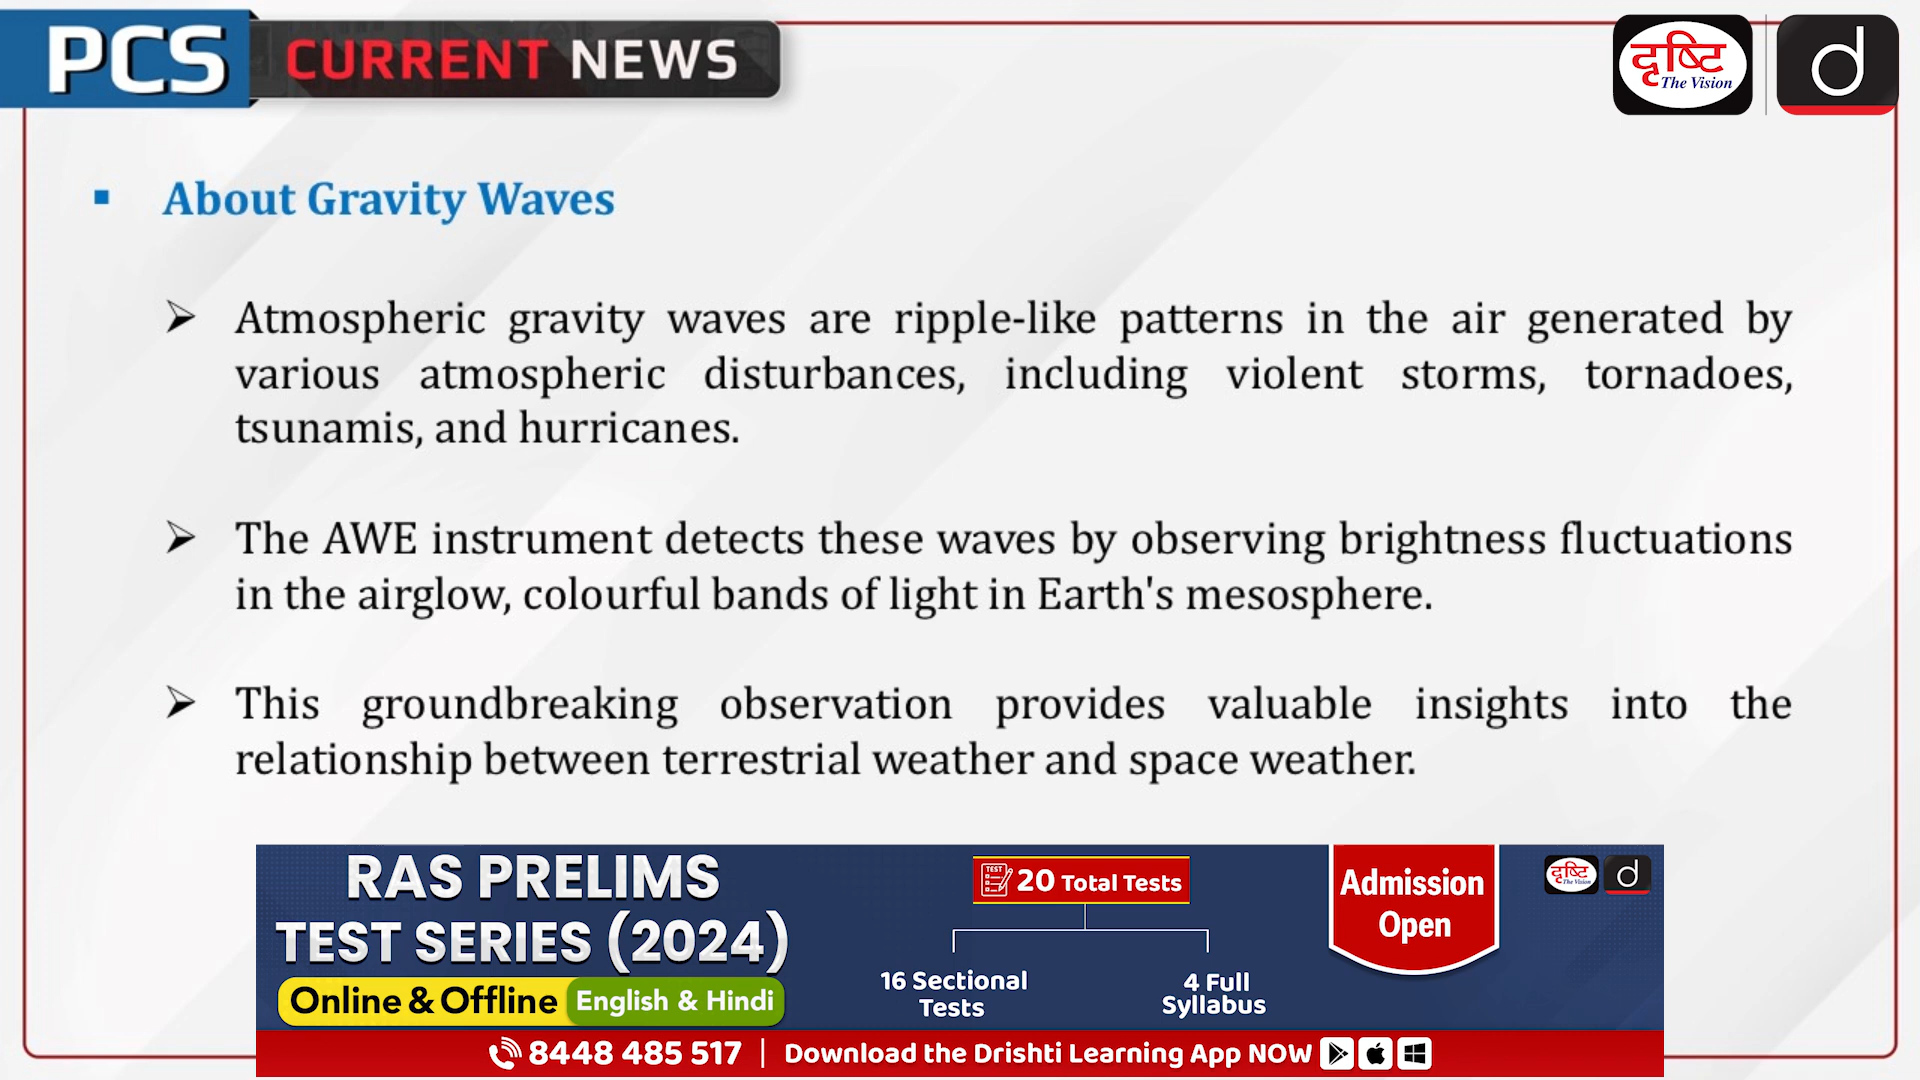 PCS CURRENT NEWS
दृष्टि
The Vision
d
About Gravity Waves
Atmospheric gravity waves are ripple-like patterns in the air generated by
various atmospheric disturbances, including violent storms, tornadoes,
tsunamis, and hurricanes.
The AWE instrument detects these waves by observing brightness fluctuations
in the airglow, colourful bands of light in Earth's mesosphere.
This groundbreaking observation provides valuable insights into the
relationship between terrestrial weather and space weather.
RAS PRELIMS
TEST SERIES (2024)
Online & Offline English & Hindi
TEST
20 Total Tests
16 Sectional
Tests
4 Full
Syllabus
Admission
Open
दृष्टि
The Vision
d
8448 485 517 | Download the Drishti Learning App NOW